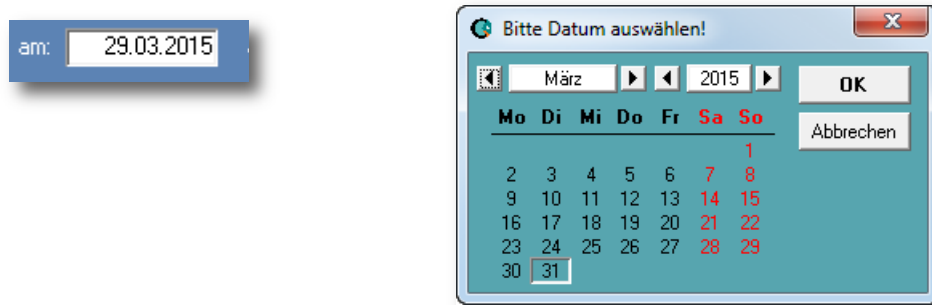 am: 29.03.2015
Bitte Datum auswählen!
März 2015 OK
Mo Di Mi Do Fr Sa So
Abbrechen
1
2 3 4 5 6 7 8
9 10 11 12 13 14 15
16 17 18 19 20 21 22
23 24 25 26 27 28 29
30 31